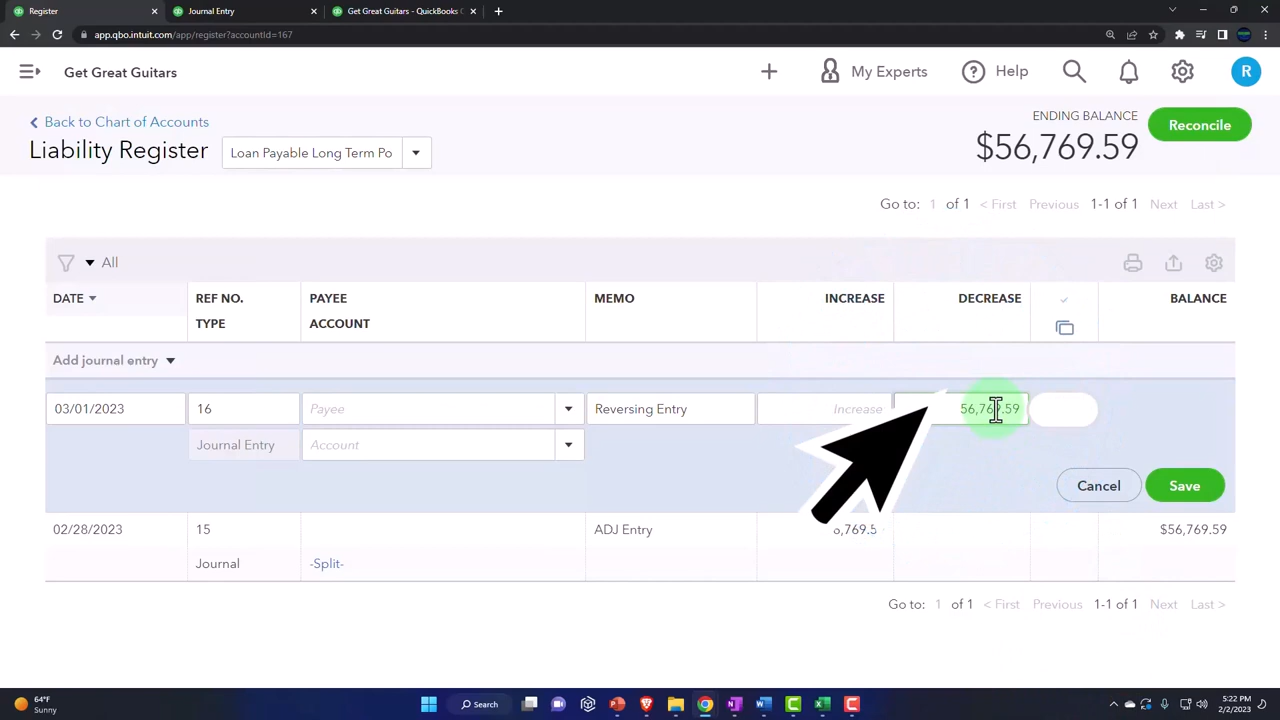 Register
Journal Entry
Get Great Guitars - QuickBooks
app.qbo.intuit.com/app/register?accountId=167
Get Great Guitars
My Experts
Help
R
Back to Chart of Accounts
Liability Register
Loan Payable Long Term Po
ENDING BALANCE
$56,769.59
Reconcile
Go to: 1 of 1 < First Previous 1-1 of 1 Next Last >
All
DATE REF NO. PAYEE MEMO INCREASE DECREASE BALANCE
TYPE ACCOUNT
Add journal entry
03/01/2023 16 Payee Reversing Entry Increase 56,769.59
Journal Entry Account
Cancel Save
02/28/2023 15 ADJ Entry $56,769.59
Journal -Split-
Go to: 1 of 1 < First Previous 1-1 of 1 Next Last >
64°F
Sunny
Search
5:22 PM
2/2/2023